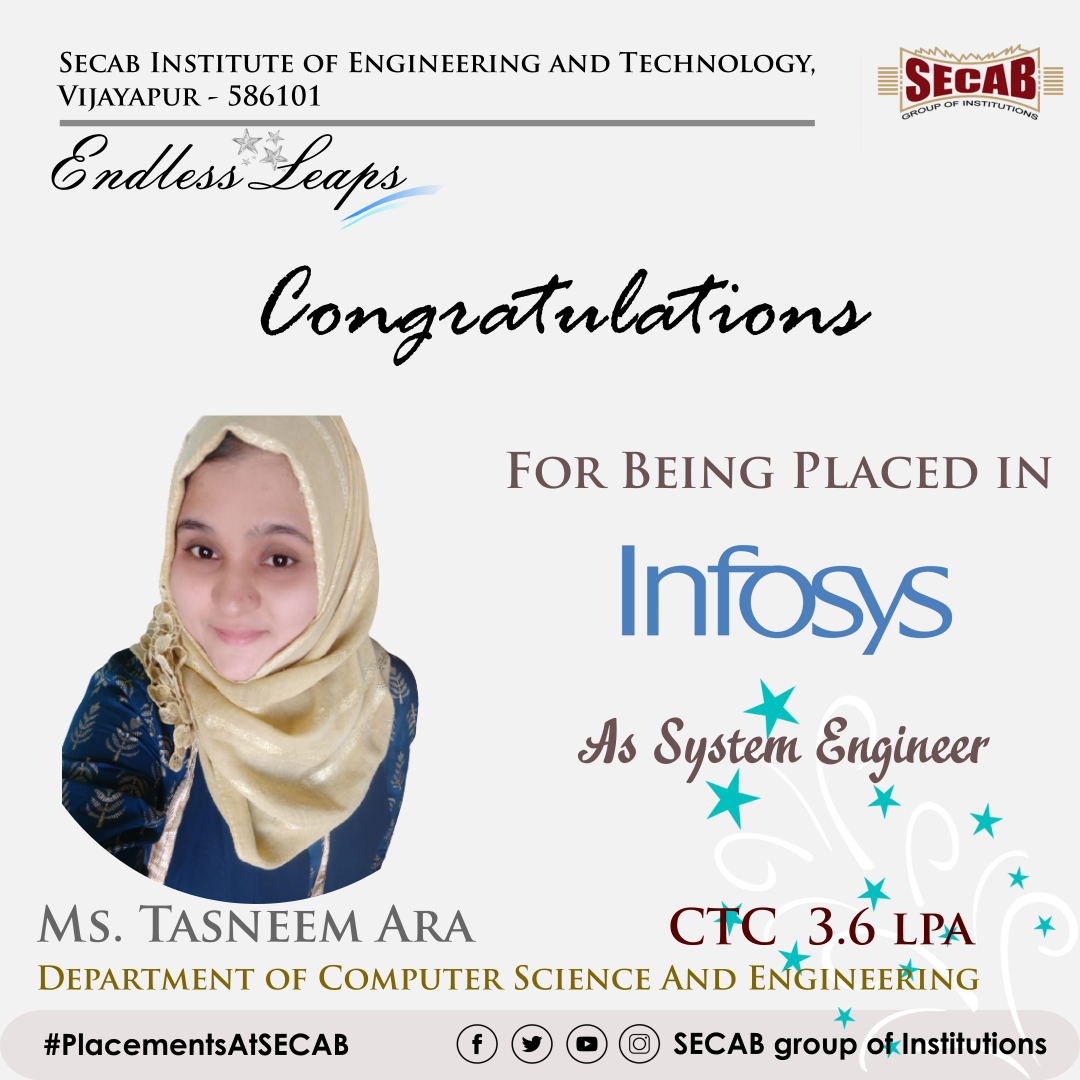 Secab Institute of Engineering and Technology,
Vijayapur - 586101
SECAB
GROUP OF INSTITUTIONS
Endless Leaps
Congratulations
For Being Placed in
Infosys
As System Engineer
Ms. Tasneem Ara
CTC 3.6 LPA
Department of Computer Science And Engineering
#PlacementsAtSECAB
SECAB group of Institutions